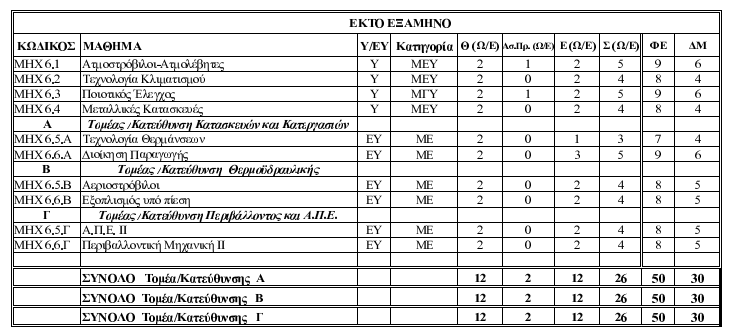 ΕΚΤΟ ΕΞΑΜΗΝΟ
ΚΩΔΙΚΟΣ ΜΑΘΗΜΑ Υ/ΕΥ Κατηγορία Θ (Ω/Ε) Ασ.Πρ. (Ω/Ε) Ε (Ω/Ε) Σ (Ω/Ε) ΦΕ ΔΜ
ΜΗΧ 6,1 Ατμοστρόβιλοι-Ατμολέβητες Υ ΜΕΥ 2 1 2 5 9 6
ΜΗΧ 6,2 Τεχνολογία Κλιματισμού Υ ΜΕΥ 2 0 2 4 8 4
ΜΗΧ 6,3 Ποιοτικός Έλεγχος Υ ΜΓΥ 2 1 2 5 9 6
ΜΗΧ 6,4 Μεταλλικές Κατασκευές Υ ΜΕΥ 2 0 2 4 8 4
Α Τομέας /Κατεύθυνση Κατασκευών και Κατεργασιών
ΜΗΧ 6.5.Α Τεχνολογία Θερμάνσεων ΕΥ ΜΕ 2 0 1 3 7 4
ΜΗΧ 6.6.Α Διοίκηση Παραγωγής ΕΥ ΜΕ 2 0 3 5 9 6
Β Τομέας /Κατεύθυνση Θερμοϋδραυλικής
ΜΗΧ 6.5.Β Αεριοστρόβιλοι ΕΥ ΜΕ 2 0 2 4 8 5
ΜΗΧ 6,6,Β Εξοπλισμός υπό πίεση ΕΥ ΜΕ 2 0 2 4 8 5
Γ Τομέας /Κατεύθυνση Περιβάλλοντος και Α.Π.Ε.
ΜΗΧ 6,5,Γ Α.Π.Ε. ΙΙ ΕΥ ΜΕ 2 0 2 4 8 5
ΜΗΧ 6,6,Γ Περιβαλλοντική Μηχανική ΙΙ ΕΥ ΜΕ 2 0 2 4 8 5
ΣΥΝΟΛΟ Τομέα/Κατεύθυνσης Α 12 2 12 26 50 30
ΣΥΝΟΛΟ Τομέα/Κατεύθυνσης Β 12 2 12 26 50 30
ΣΥΝΟΛΟ Τομέα/Κατεύθυνσης Γ 12 2 12 26 50 30